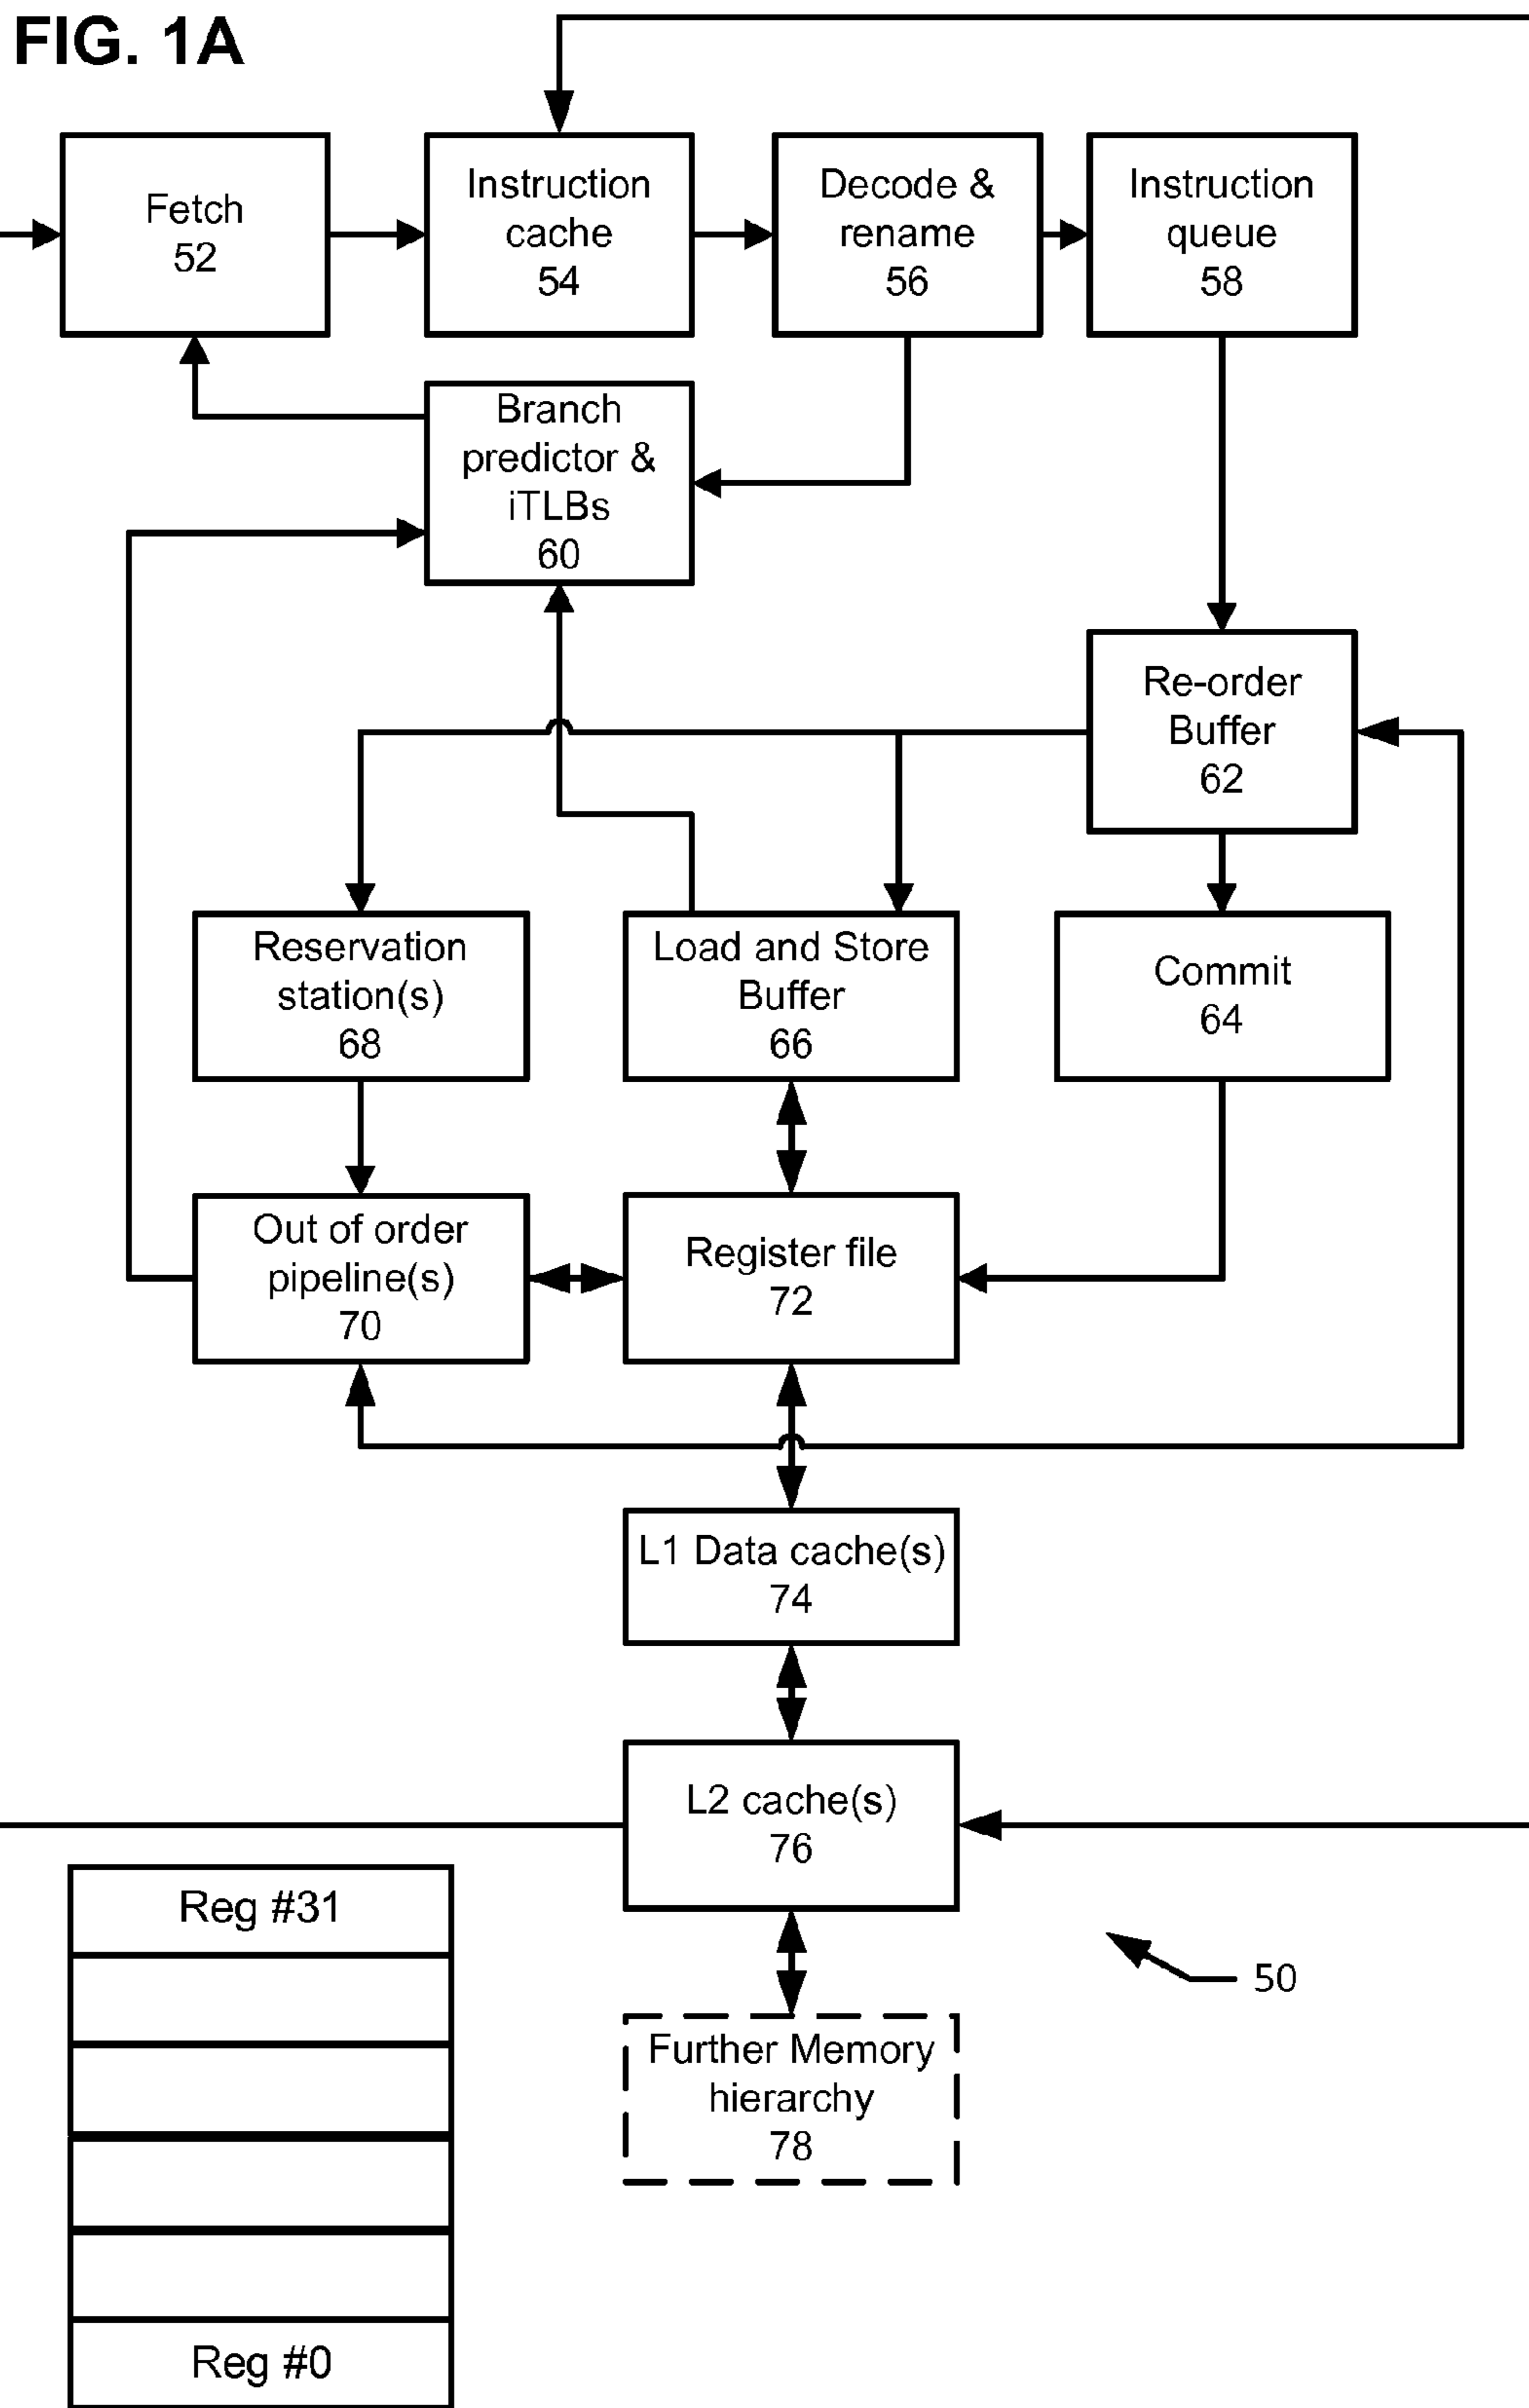 FIG. 1A
Fetch
52
Instruction
cache
54
Decode &
rename
56
Instruction
queue
58
Branch
predictor &
iTLBs
60
Re-order
Buffer
62
Reservation
station(s)
68
Load and Store
Buffer
66
Commit
64
Out of order
pipeline(s)
70
Register file
72
L1 Data cache(s)
74
L2 cache(s)
76
Reg #31
50
Further Memory
hierarchy
78
Reg #0